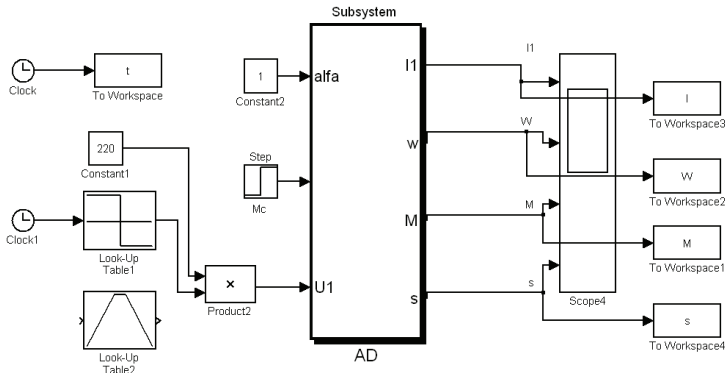 Subsystem
t
Clock
To Workspace
1
Constant2
alfa
I1
I1
Scope4
I
To Workspace3
220
Constant1
Step
Mc
w
W
W
To Workspace2
Clock1
Look-Up
Table1
M
M
M
To Workspace1
×
Product2
U1
s
s
s
To Workspace4
Look-Up
Table2
AD